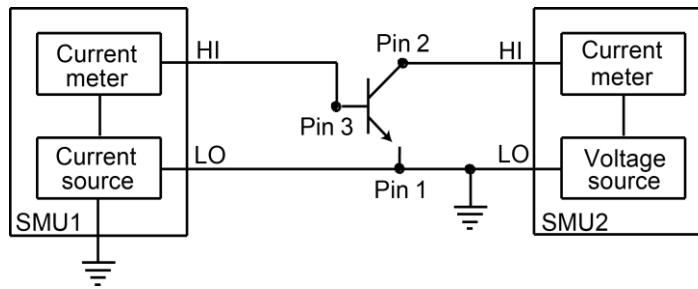 Current
meter
HI
Pin 2
HI
Current
meter
Pin 3
Current
source
LO
LO
Voltage
source
Pin 1
SMU1
SMU2